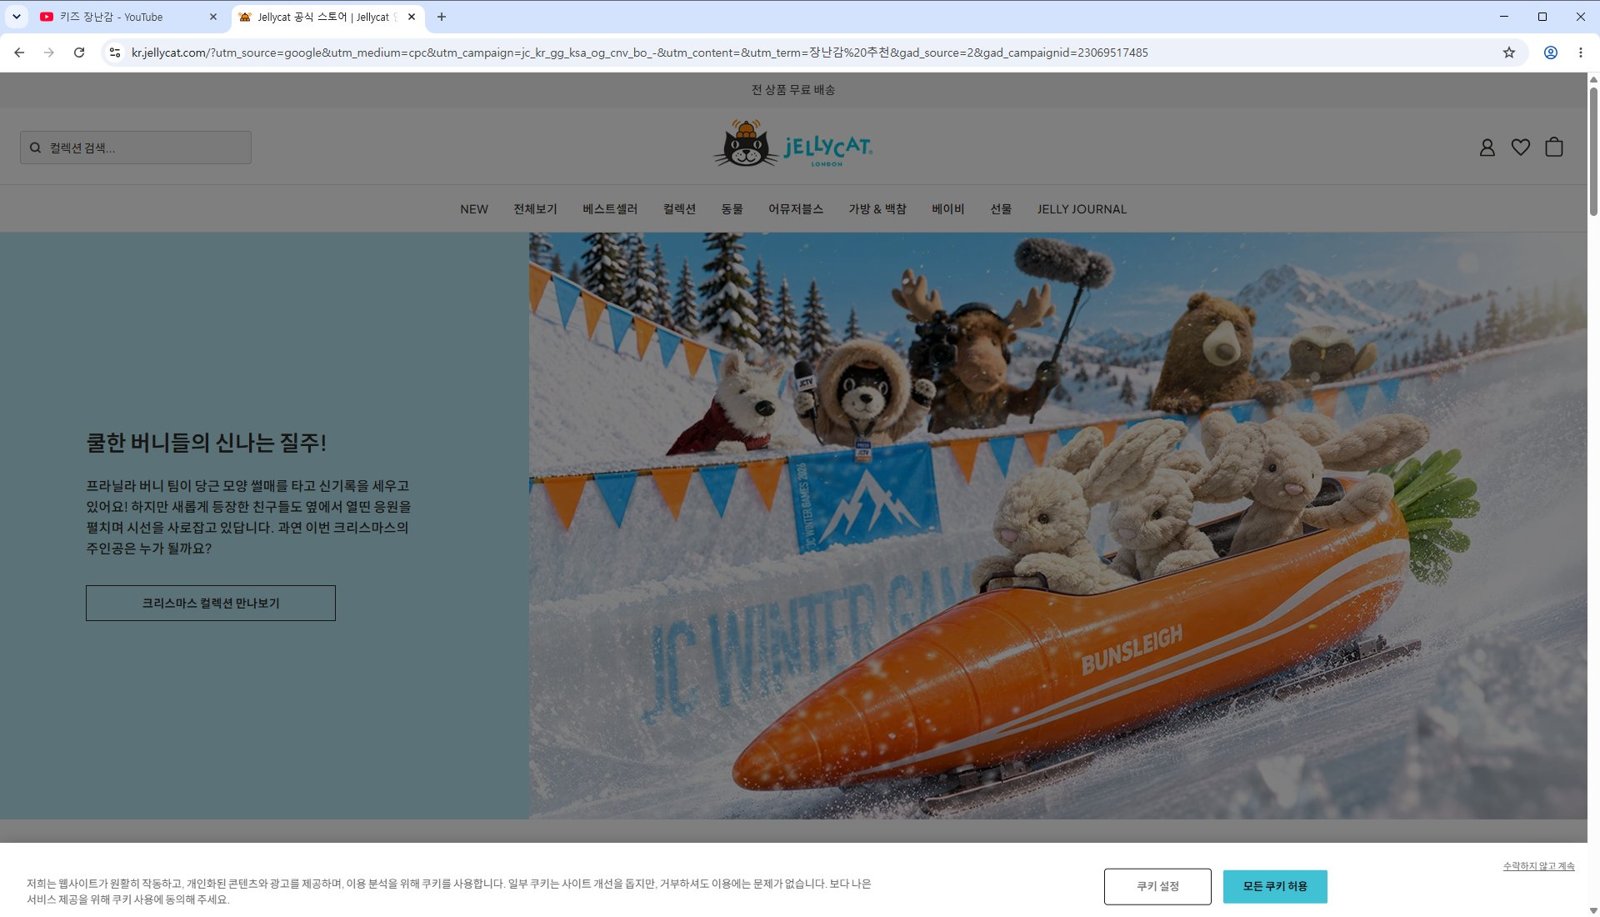 키즈 장난감 - YouTube
Jellycat 공식 스토어 | Jellycat
kr.jellycat.com/?utm_source=google&utm_medium=cpc&utm_campaign=jc_kr_gg_ksa_og_cnv_bo_-&utm_content=&utm_term=장난감%20추천&gad_source=2&gad_campaignid=23069517485
전 상품 무료 배송
컬렉션 검색...
JELLYCAT
LONDON
NEW 전체보기 베스트셀러 컬렉션 동물 어뮤저블스 가방 & 백참 베이비 선물 JELLY JOURNAL
쿨한 버니들의 신나는 질주!
프라닐라 버니 팀이 당근 모양 썰매를 타고 신기록을 세우고
있어요! 하지만 새롭게 등장한 친구들도 옆에서 열띤 응원을
펼치며 시선을 사로잡고 있답니다. 과연 이번 크리스마스의
주인공은 누가 될까요?
크리스마스 컬렉션 만나보기
JCTV
PRESS
JCTV
JC WINTER GAMES 2026
JC WINTER GAM
BUNSLEIGH
수락하지 않고 계속
저희는 웹사이트가 원활히 작동하고, 개인화된 콘텐츠와 광고를 제공하며, 이용 분석을 위해 쿠키를 사용합니다. 일부 쿠키는 사이트 개선을 돕지만, 거부하셔도 이용에는 문제가 없습니다. 보다 나은
서비스 제공을 위해 쿠키 사용에 동의해 주세요.
쿠키 설정
모든 쿠키 허용